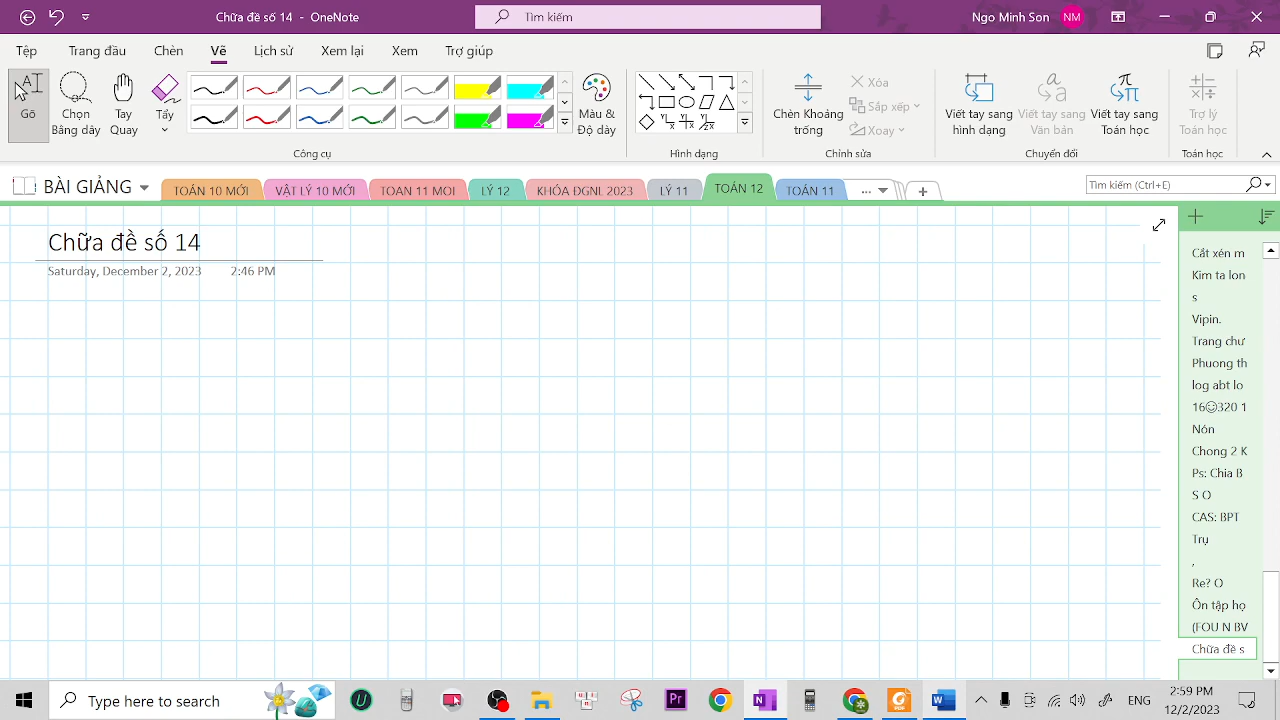 Chữa đề số 14 - OneNote
Tìm kiếm
Ngo Minh Son
NM
Tệp
Trang đầu
Chèn
Vẽ
Lịch sử
Xem lại
Xem
Trợ giúp
Gõ
Chọn
Bằng dây
Tay
Quay
Tẩy
Màu &
Độ dày
Chèn Khoảng
trống
Xóa
Sắp xếp
Xoay
Viết tay sang
hình dạng
Viết tay sang
Văn bản
Viết tay sang
Toán học
Trợ lý
Toán học
Công cụ
Hình dạng
Chỉnh sửa
Chuyển đổi
Toán học
BÀI GIẢNG
TOÁN 10 MỚI
VẬT LÝ 10 MỚI
TOAN 11 MOI
LÝ 12
KHÓA ĐGNL 2023
LÝ 11
TOÁN 12
TOÁN 11
...
Tìm kiếm (Ctrl+E)
Chữa đề số 14
Saturday, December 2, 2023 2:46 PM
Cắt xén m
Kim ta lon
s
Vipin.
Trang chư
Phuong th
log abt lo
16☺320 1
Nón
Chong 2 K
Ps: Chia B
S O
CAS: BPT
Trụ
,
Re? O
Ôn tập họ
(FOU N BV
Chữa đề s
Type here to search
ENG
2:59 PM
12/2/2023